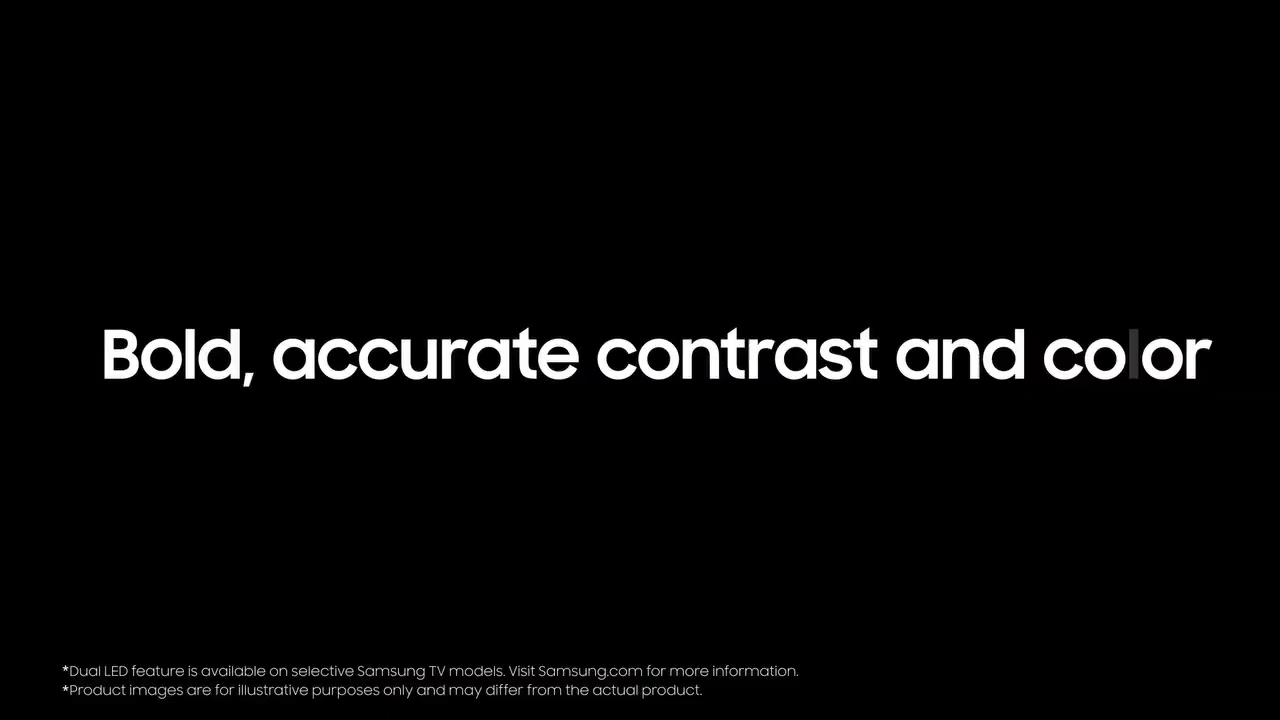 Bold, accurate contrast and color
*Dual LED feature is available on selective Samsung TV models. Visit Samsung.com for more information.
*Product images are for illustrative purposes only and may differ from the actual product.